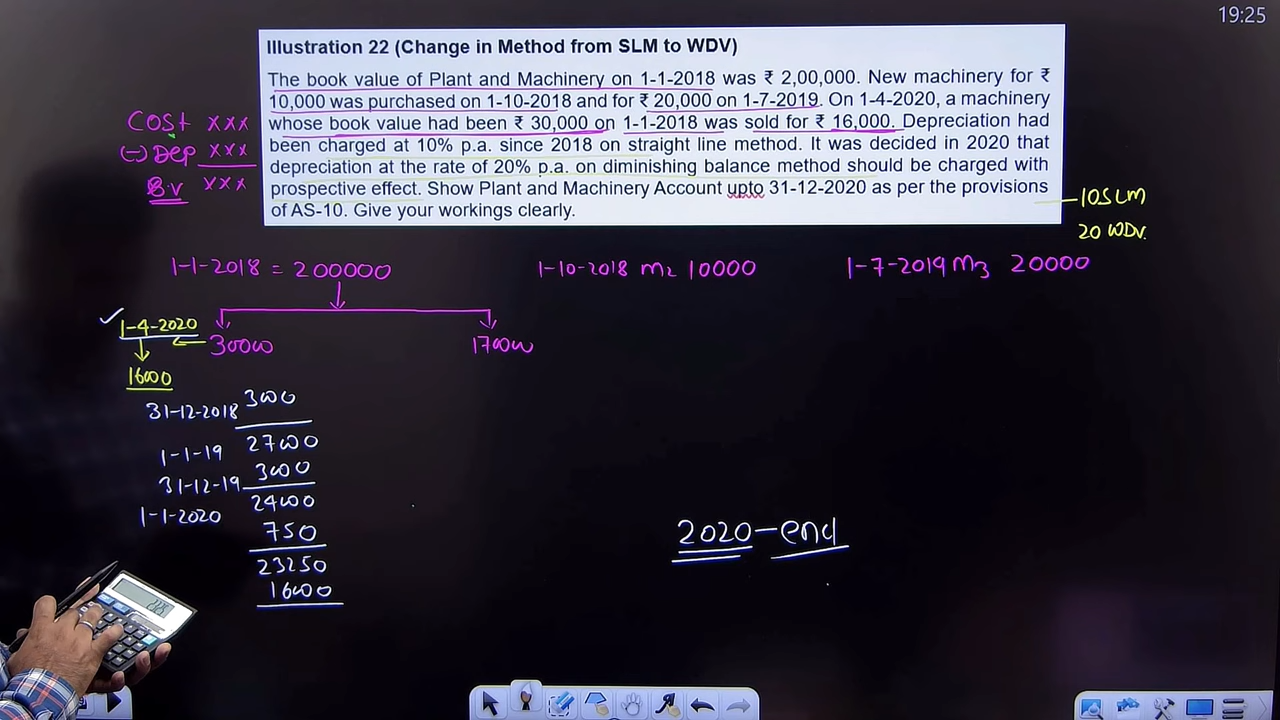 19:25
Illustration 22 (Change in Method from SLM to WDV)
The book value of Plant and Machinery on 1-1-2018 was ₹ 2,00,000. New machinery for ₹
10,000 was purchased on 1-10-2018 and for ₹ 20,000 on 1-7-2019. On 1-4-2020, a machinery
whose book value had been ₹ 30,000 on 1-1-2018 was sold for ₹ 16,000. Depreciation had
been charged at 10% p.a. since 2018 on straight line method. It was decided in 2020 that
depreciation at the rate of 20% p.a. on diminishing balance method should be charged with
prospective effect. Show Plant and Machinery Account upto 31-12-2020 as per the provisions
of AS-10. Give your workings clearly.
Cost xxx
(-) Dep xxx
B.v xxx
10 SLM
20 WDV.
1-1-2018 = 200000
1-10-2018 m2 10000
1-7-2019 m3 20000
1-4-2020
30000
170000
16000
31-12-2018 3000
1-1-19 27000
31-12-19 3000
1-1-2020 24000
750
23250
16000
2020-end